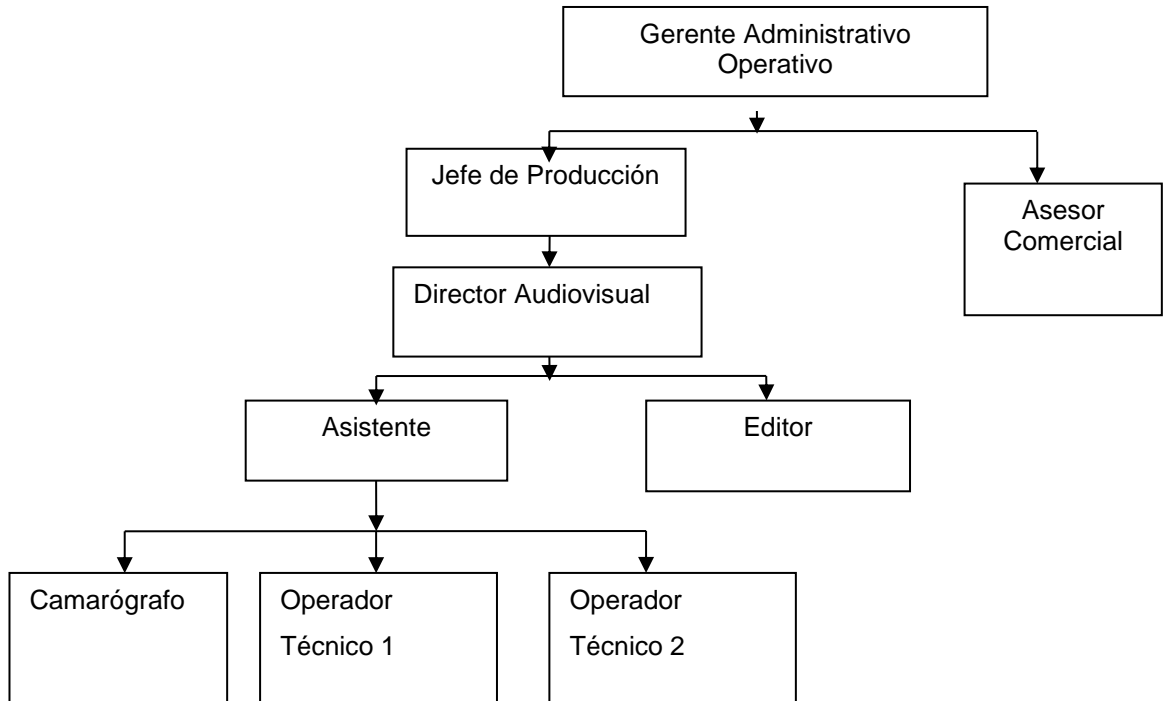 Gerente Administrativo
Operativo
Jefe de Producción
Asesor
Comercial
Director Audiovisual
Asistente
Editor
Camarógrafo
Operador
Técnico 1
Operador
Técnico 2